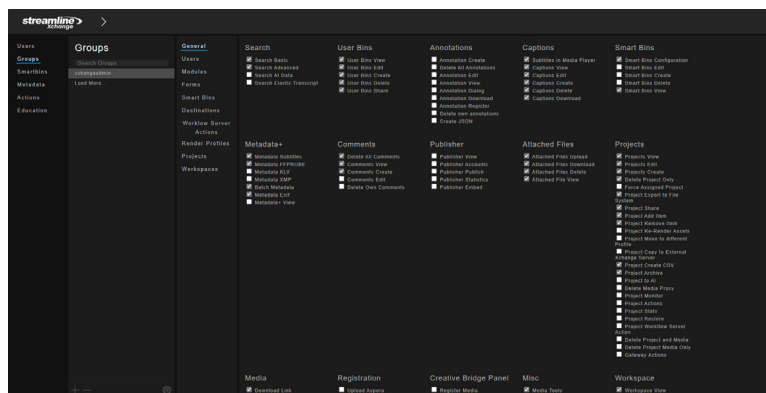 streamline
Xchange
Users
Groups
Smartbins
Metadata
Actions
Education
Groups
Search Groups
xchangeadmin
Load More...
General
Users
Modules
Forms
Smart Bins
Destinations
Worklow Server
Actions
Render Profiles
Projects
Workspaces
Search
Search Basic
Search Advanced
Search AI Data
Search Elastic Transcript
User Bins
User Bins View
User Bins Edit
User Bins Create
User Bins Delete
User Bins Share
Annotations
Annotation Create
Delete All Annotations
Annotation Edit
Annotation View
Annotation Dialog
Annotation Download
Annotation Register
Delete own annotations
Create JSON
Captions
Subtitles in Media Player
Captions View
Captions Edit
Captions Create
Captions Delete
Captions Download
Smart Bins
Smart Bins Configuration
Smart Bins Edit
Smart Bins Create
Smart Bins Delete
Smart Bins View
Metadata+
Metadata Subtitles
Metadata FFPROBE
Metadata KLV
Metadata XMP
Batch Metadata
Metadata Exif
Metadata+ View
Comments
Delete All Comments
Comments View
Comments Create
Comments Edit
Delete Own Comments
Publisher
Publisher View
Publisher Accounts
Publisher Publish
Publisher Statistics
Publisher Embed
Attached Files
Attached Files Upload
Attached Files Download
Attached Files Delete
Attached File View
Projects
Projects View
Projects Edit
Projects Create
Delete Project Only
Force Assigned Project
Project Export to File
System
Project Share
Project Add Item
Project Remove Item
Project Re-Render Assets
Project Move to different
Profile
Project Copy to External
Xchange Server
Project Create CSV
Project Archive
Project to AI
Delete Media Proxy
Project Monitor
Project Actions
Project Stats
Project Restore
Project Workflow Server
Action
Delete Project and Media
Delete Project Media Only
Gateway Actions
Media
Download Link
Registration
Upload Aspera
Creative Bridge Panel
Register Media
Misc
Media Tools
Workspace
Workspace View